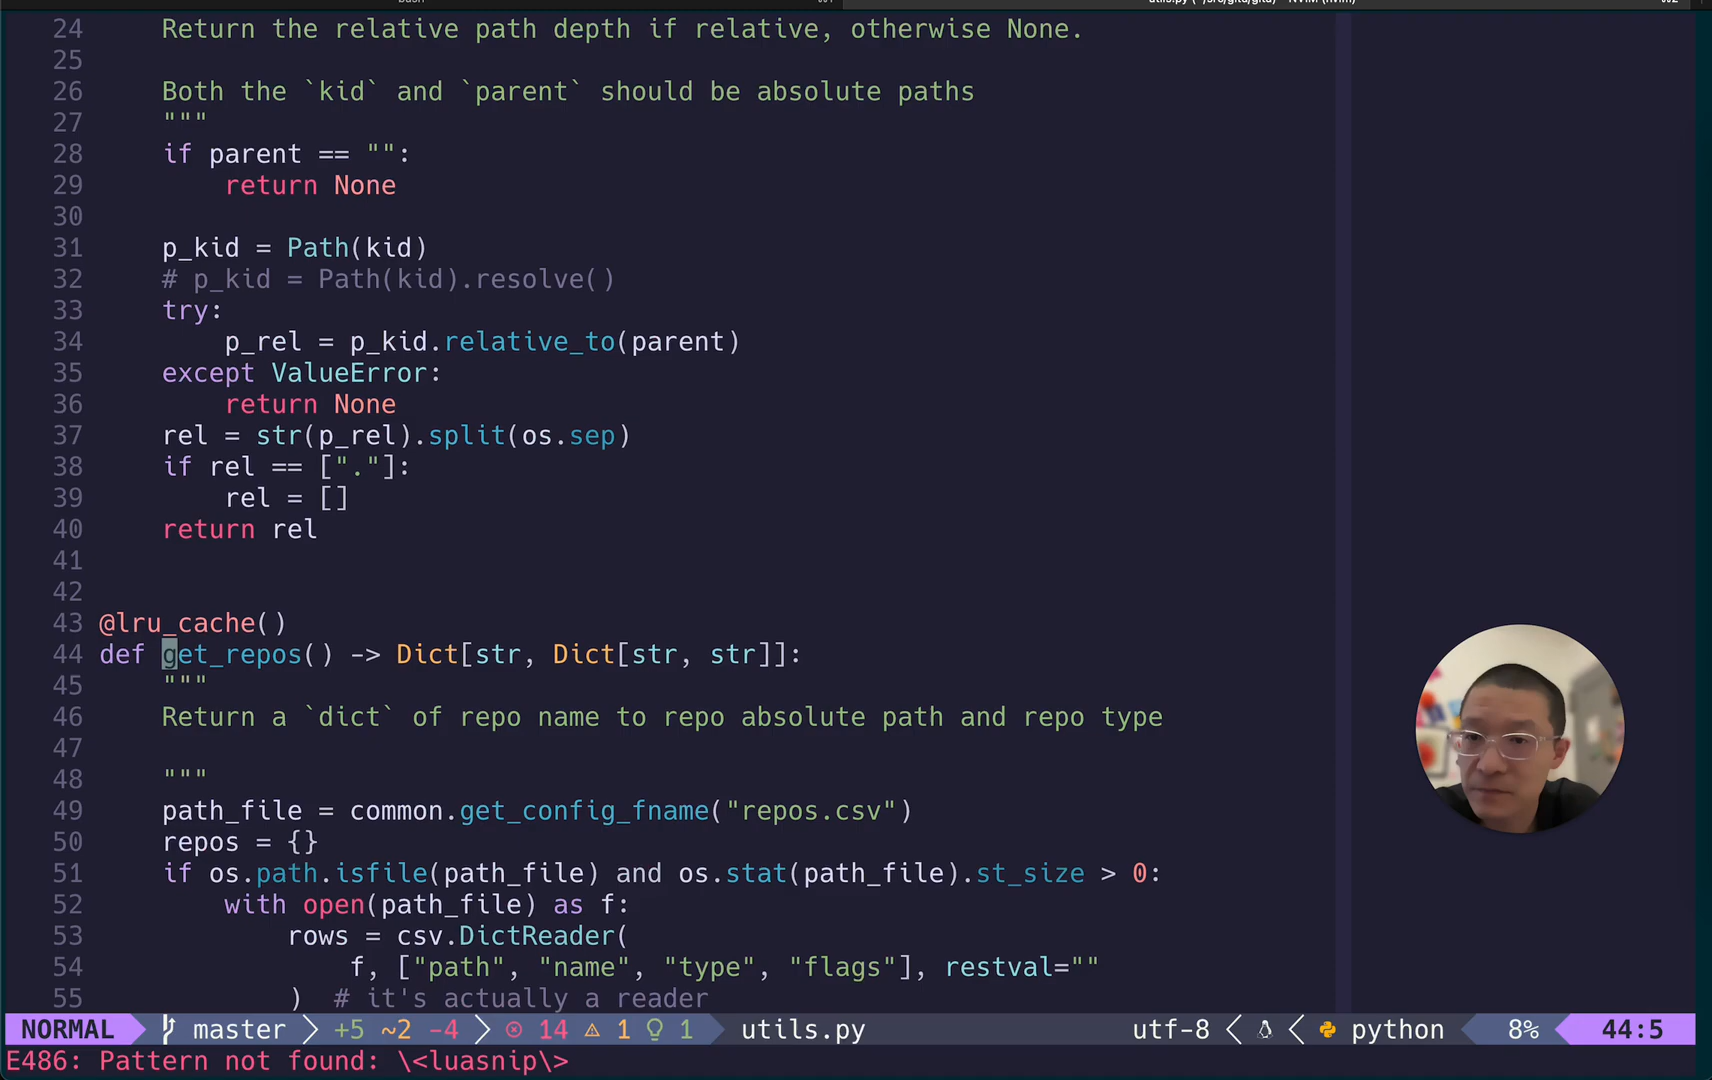 utils.py (~/src/gita/gita) - NVIM (nvim)
24 Return the relative path depth if relative, otherwise None.
25
26 Both the `kid` and `parent` should be absolute paths
27 """
28 if parent == "":
29 return None
30
31 p_kid = Path(kid)
32 # p_kid = Path(kid).resolve()
33 try:
34 p_rel = p_kid.relative_to(parent)
35 except ValueError:
36 return None
37 rel = str(p_rel).split(os.sep)
38 if rel == ["."]:
39 rel = []
40 return rel
41
42
43 @lru_cache()
44 def get_repos() -> Dict[str, Dict[str, str]]:
45 """
46 Return a `dict` of repo name to repo absolute path and repo type
47
48 """
49 path_file = common.get_config_fname("repos.csv")
50 repos = {}
51 if os.path.isfile(path_file) and os.stat(path_file).st_size > 0:
52 with open(path_file) as f:
53 rows = csv.DictReader(
54 f, ["path", "name", "type", "flags"], restval=""
55 ) # it's actually a reader
NORMAL master +5 ~2 -4 14 1 1 utils.py utf-8 python 8% 44:5
E486: Pattern not found: \<luasnip\>